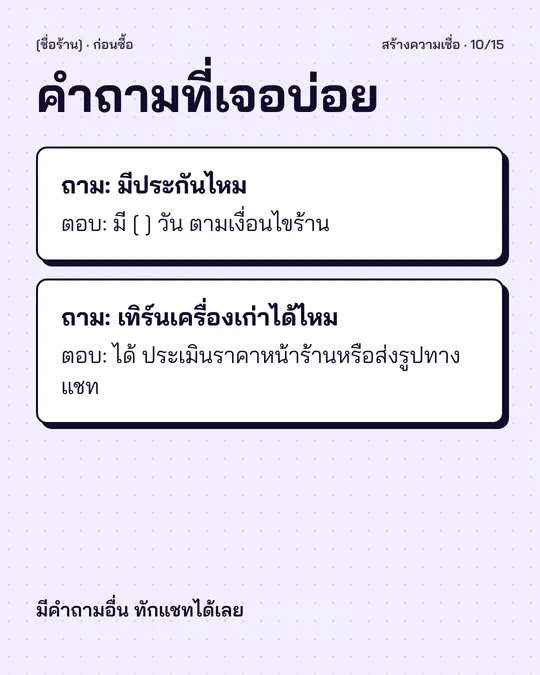 [ชื่อร้าน] · ก่อนซื้อ
สร้างความเชื่อ · 10/15
คำถามที่เจอบ่อย
ถาม: มีประกันไหม
ตอบ: มี [ ] วัน ตามเงื่อนไขร้าน
ถาม: เทิร์นเครื่องเก่าได้ไหม
ตอบ: ได้ ประเมินราคาหน้าร้านหรือส่งรูปทาง
แชท
มีคำถามอื่น ทักแชทได้เลย